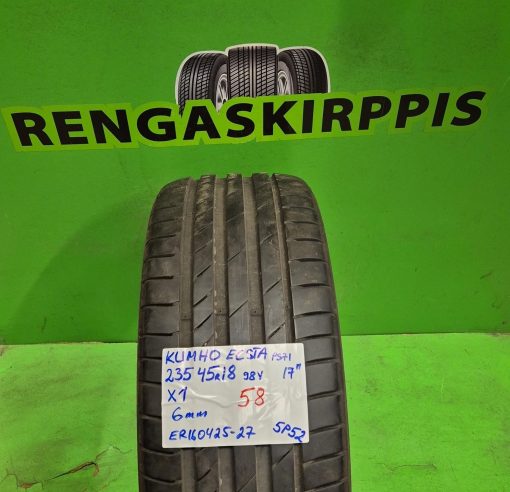 RENGASKIRPPIS
KUMHO ECSTA PS71
235 45R18 98Y 17"
X1 58
6mm
ER160425-27 SP52